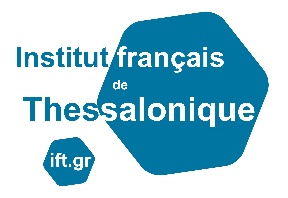 Institut français
de
Thessalonique
ift.gr